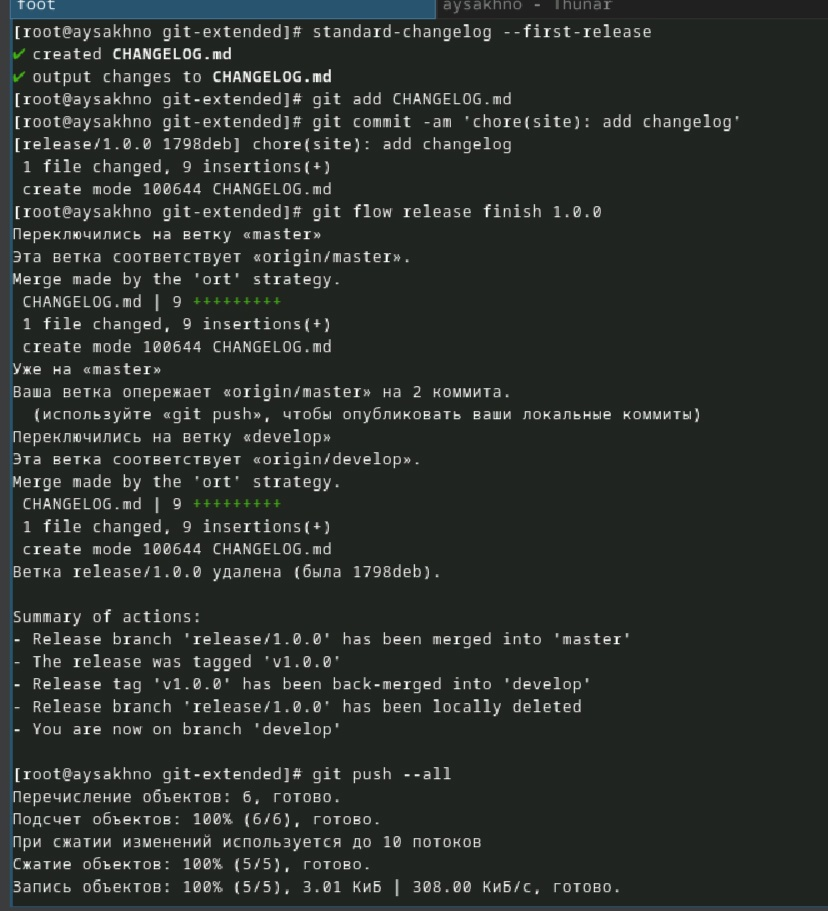 foot
aysakhno - Thunar
[root@aysakhno git-extended]# standard-changelog --first-release
✔ created CHANGELOG.md
✔ output changes to CHANGELOG.md
[root@aysakhno git-extended]# git add CHANGELOG.md
[root@aysakhno git-extended]# git commit -am 'chore(site): add changelog'
[release/1.0.0 1798deb] chore(site): add changelog
 1 file changed, 9 insertions(+)
 create mode 100644 CHANGELOG.md
[root@aysakhno git-extended]# git flow release finish 1.0.0
Переключились на ветку «master»
Эта ветка соответствует «origin/master».
Merge made by the 'ort' strategy.
 CHANGELOG.md | 9 +++++++++
 1 file changed, 9 insertions(+)
 create mode 100644 CHANGELOG.md
Уже на «master»
Ваша ветка опережает «origin/master» на 2 коммита.
  (используйте «git push», чтобы опубликовать ваши локальные коммиты)
Переключились на ветку «develop»
Эта ветка соответствует «origin/develop».
Merge made by the 'ort' strategy.
 CHANGELOG.md | 9 +++++++++
 1 file changed, 9 insertions(+)
 create mode 100644 CHANGELOG.md
Ветка release/1.0.0 удалена (была 1798deb).
Summary of actions:
- Release branch 'release/1.0.0' has been merged into 'master'
- The release was tagged 'v1.0.0'
- Release tag 'v1.0.0' has been back-merged into 'develop'
- Release branch 'release/1.0.0' has been locally deleted
- You are now on branch 'develop'
[root@aysakhno git-extended]# git push --all
Перечисление объектов: 6, готово.
Подсчет объектов: 100% (6/6), готово.
При сжатии изменений используется до 10 потоков
Сжатие объектов: 100% (5/5), готово.
Запись объектов: 100% (5/5), 3.01 КиБ | 308.00 КиБ/с, готово.